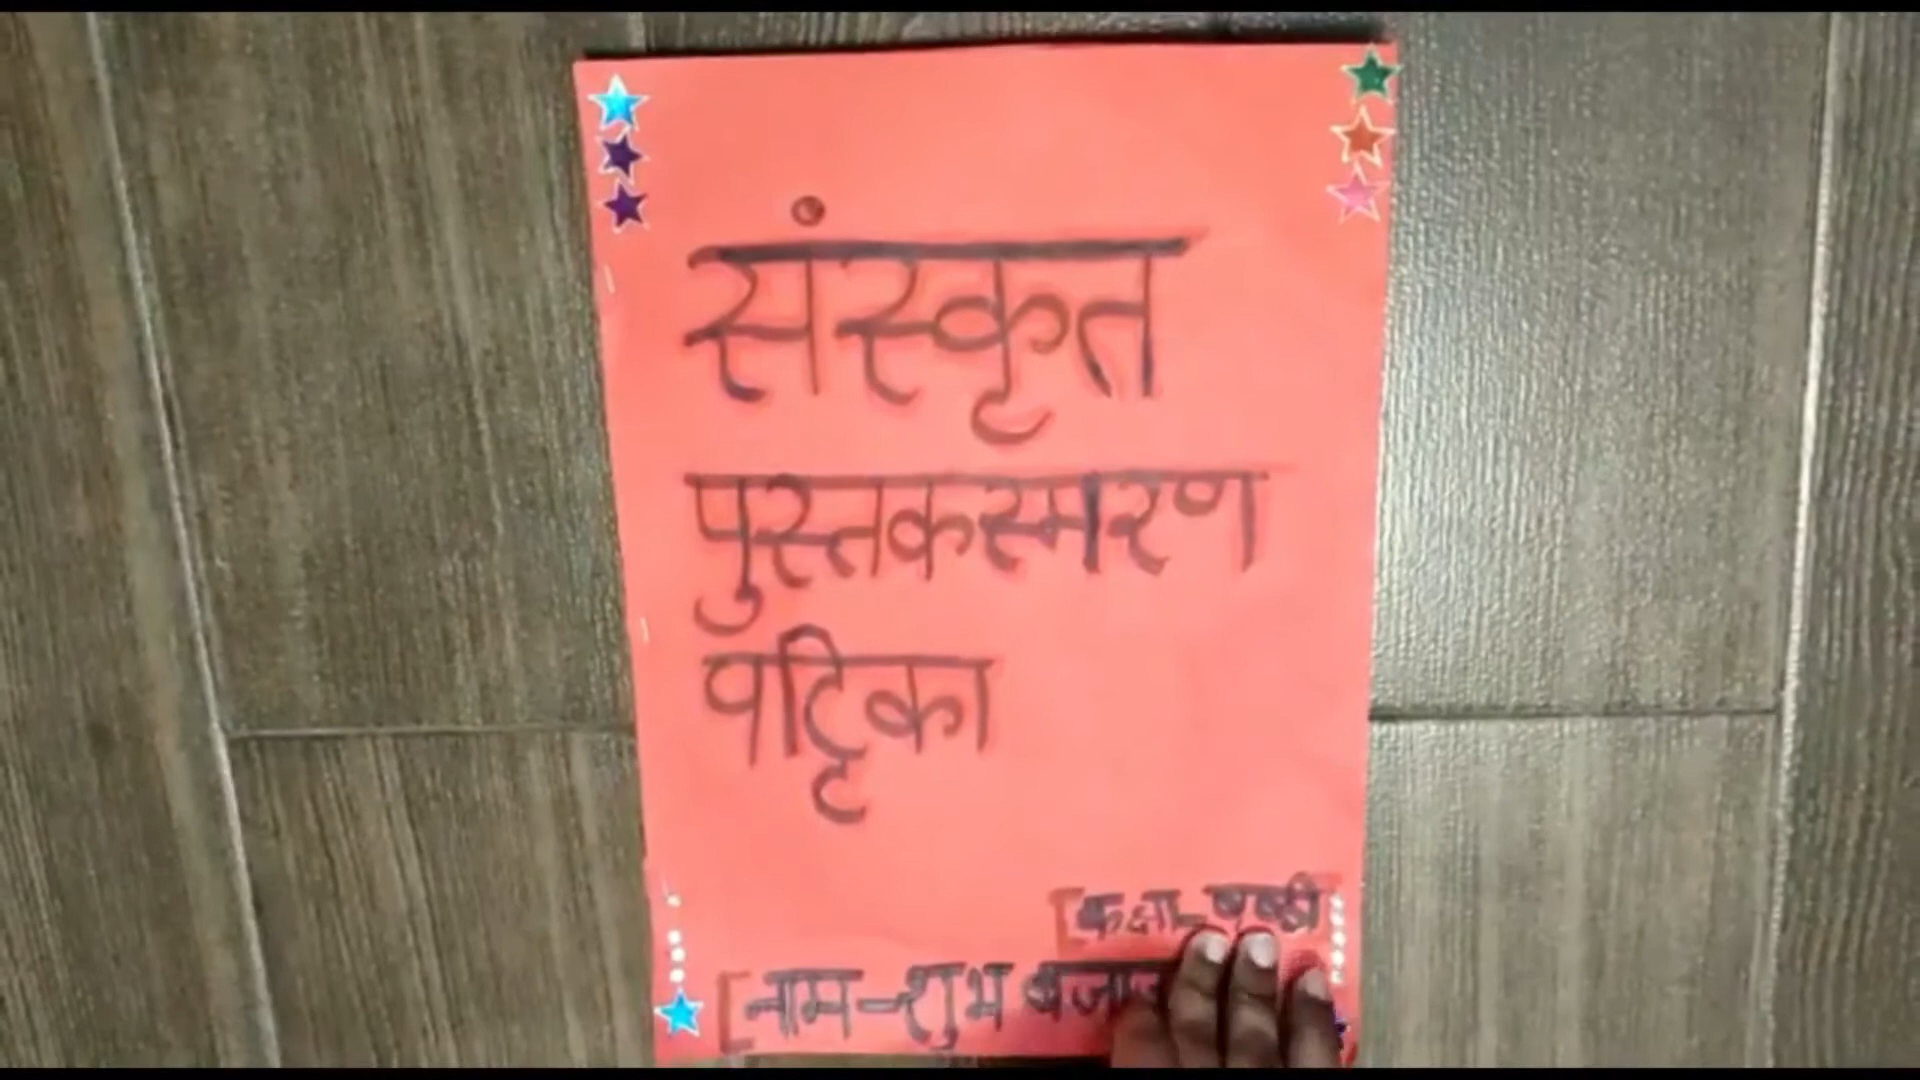 संस्कृत
पुस्तकस्मरण
पट्टिका
[कक्षा-षष्ठी
[नाम-शुभ